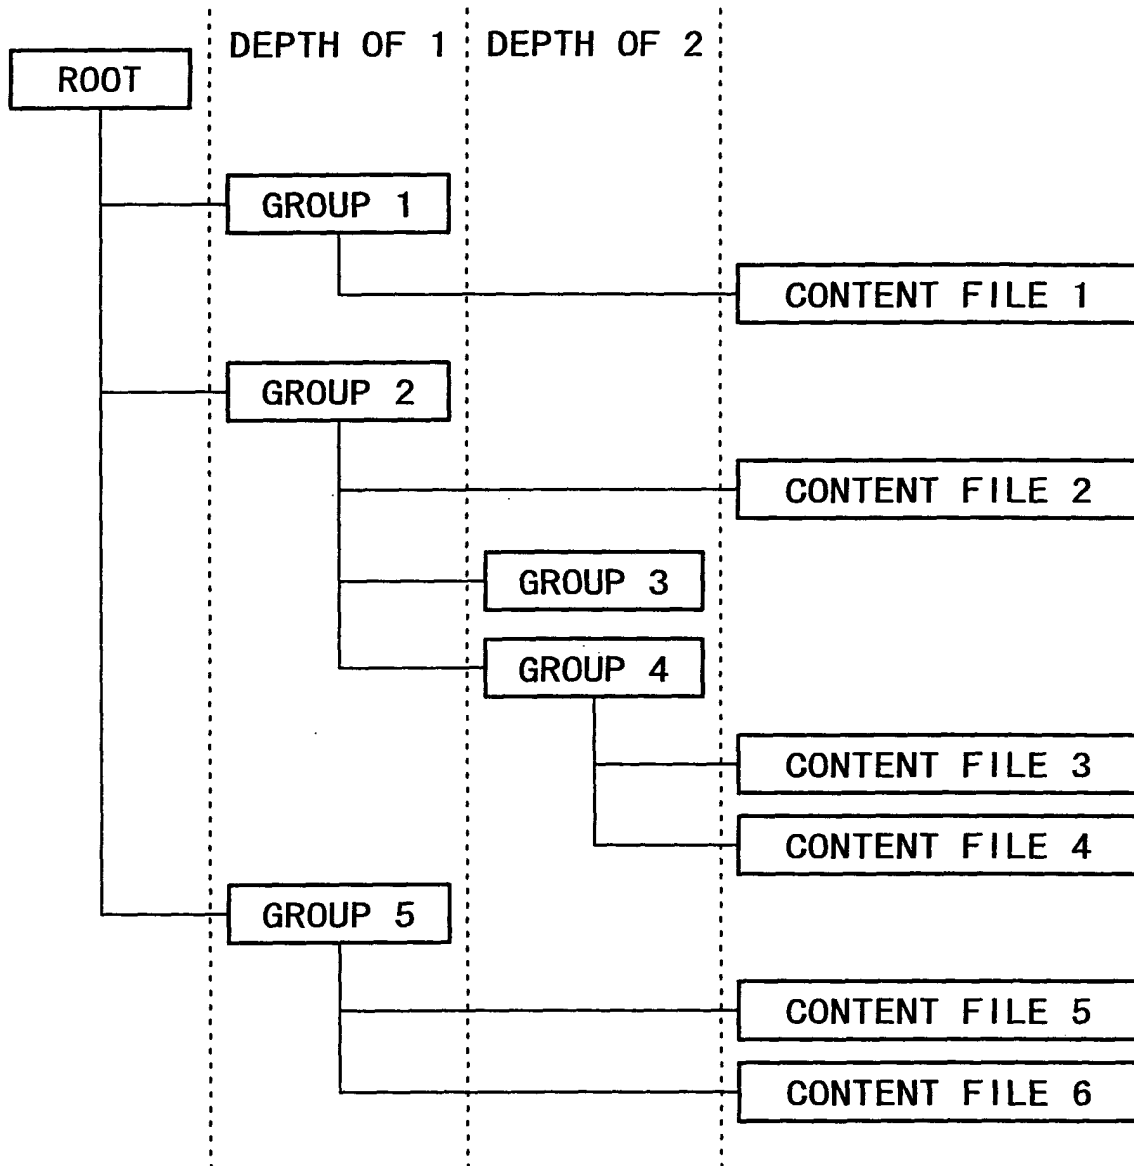 DEPTH OF 1 DEPTH OF 2
ROOT
GROUP 1
CONTENT FILE 1
GROUP 2
CONTENT FILE 2
GROUP 3
GROUP 4
CONTENT FILE 3
CONTENT FILE 4
GROUP 5
CONTENT FILE 5
CONTENT FILE 6